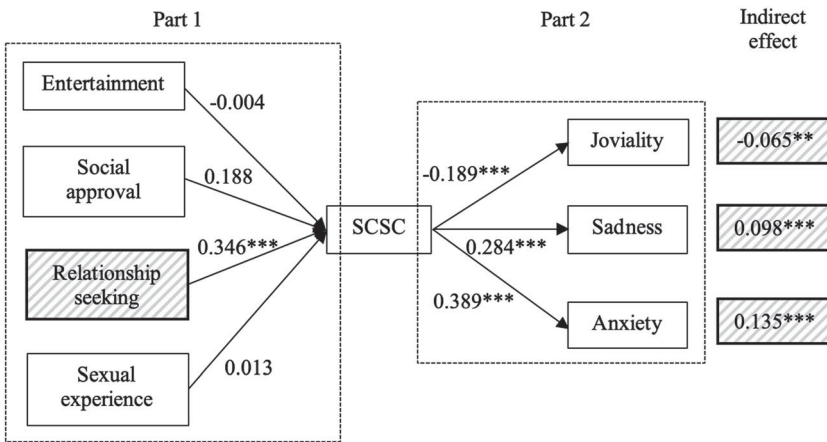 Part 1
Part 2
Indirect
effect
Entertainment
-0.004
Social
approval
0.188
Relationship
seeking
0.346***
Sexual
experience
0.013
SCSC
-0.189***
0.284***
0.389***
Joviality
Sadness
Anxiety
-0.065**
0.098***
0.135***